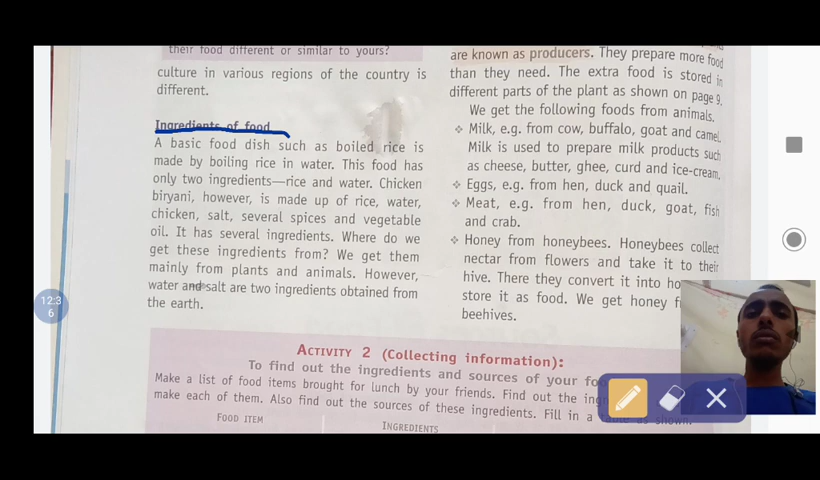 their food different or similar to yours?
culture in various regions of the country is
different.
Ingredients of food
A basic food dish such as boiled rice is
made by boiling rice in water. This food has
only two ingredients—rice and water. Chicken
biryani, however, is made up of rice, water,
chicken, salt, several spices and vegetable
oil. It has several ingredients. Where do we
get these ingredients from? We get them
mainly from plants and animals. However,
water and salt are two ingredients obtained from
the earth.
are known as producers. They prepare more food
than they need. The extra food is stored in
different parts of the plant as shown on page 9.
We get the following foods from animals.
❖ Milk, e.g. from cow, buffalo, goat and camel.
Milk is used to prepare milk products such
as cheese, butter, ghee, curd and ice-cream.
❖ Eggs, e.g. from hen, duck and quail.
❖ Meat, e.g. from hen, duck, goat, fish
and crab.
❖ Honey from honeybees. Honeybees collect
nectar from flowers and take it to their
hive. There they convert it into
store it as food. We get honey
beehives.
ACTIVITY 2 (Collecting information):
To find out the ingredients and sources of your
Make a list of food items brought for lunch by your friends. Find out the
make each of them. Also find out the sources of these ingredients. Fill in a table as shown.
FOOD ITEM
INGREDIENTS
12:3
6